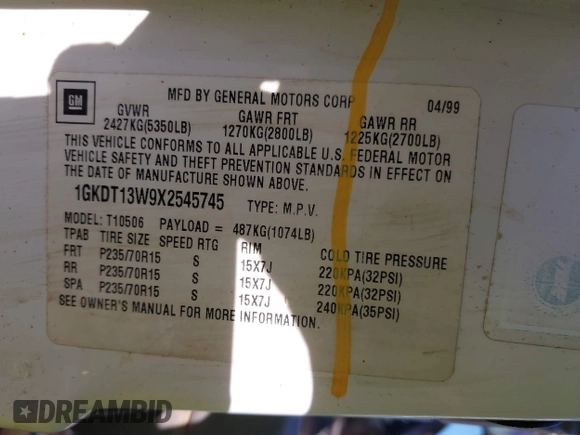 GM
MFD BY GENERAL MOTORS CORP 04/99
GVWR GAWR FRT GAWR RR
2427KG(5350LB) 1270KG(2800LB) 1225KG(2700LB)
THIS VEHICLE CONFORMS TO ALL APPLICABLE U.S. FEDERAL MOTOR
VEHICLE SAFETY AND THEFT PREVENTION STANDARDS IN EFFECT ON
THE DATE OF MANUFACTURE SHOWN ABOVE.
1GKDT13W9X2545745 TYPE: M.P.V.
MODEL: T10506 PAYLOAD = 487KG(1074LB)
TPAB TIRE SIZE SPEED RTG RIM COLD TIRE PRESSURE
FRT P235/70R15 S 15X7J 220KPA(32PSI)
RR P235/70R15 S 15X7J 220KPA(32PSI)
SPA P235/70R15 S 15X7J 240KPA(35PSI)
SEE OWNER'S MANUAL FOR MORE INFORMATION.
DREAMBID